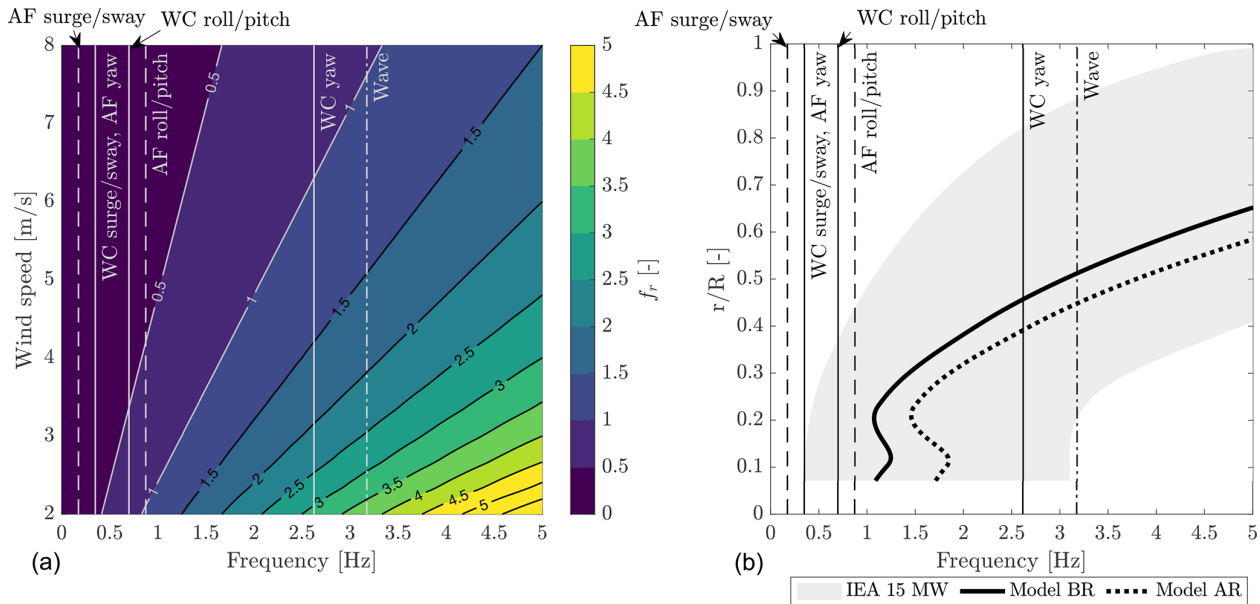 AF surge/sway
WC roll/pitch
8
7
6
5
4
3
2
Wind speed [m/s]
0 0.5 1 1.5 2 2.5 3 3.5 4 4.5 5
Frequency [Hz]
(a)
WC surge/sway, AF yaw
AF roll/pitch
WC yaw
Wave
0.5
0.5
1
1
1
1.5
1.5
1.5
2
2
2.5
2.5
3
3
3.5
4
4.5
5
5
4.5
4
3.5
3
2.5
2
1.5
1
0.5
0
f_r [-]
AF surge/sway
WC roll/pitch
1
0.9
0.8
0.7
0.6
0.5
0.4
0.3
0.2
0.1
0
r/R [-]
0 0.5 1 1.5 2 2.5 3 3.5 4 4.5 5
Frequency [Hz]
(b)
WC surge/sway, AF yaw
AF roll/pitch
WC yaw
Wave
IEA 15 MW Model BR Model AR